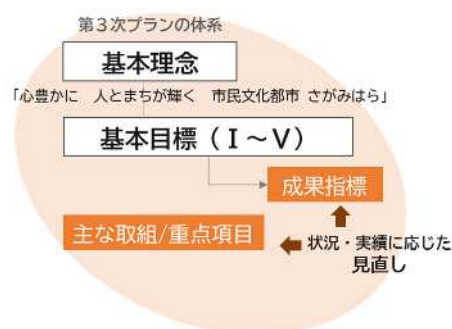 第３次プランの体系
基本理念
「心豊かに　人とまちが輝く　市民文化都市 さがみはら」
基本目標（Ⅰ～Ⅴ）
成果指標
主な取組/重点項目
状況・実績に応じた
見直し